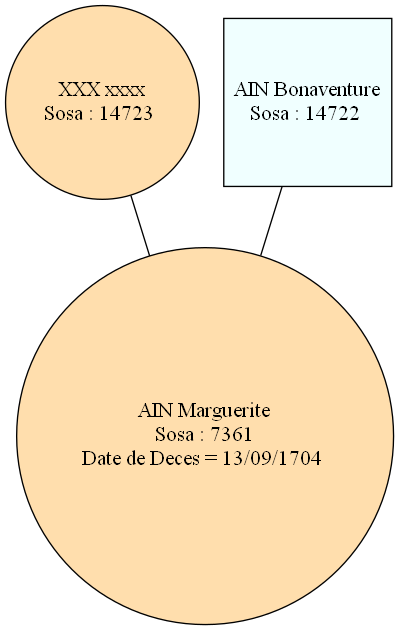 XXX xxxx
Sosa : 14723
AIN Bonaventure
Sosa : 14722
AIN Marguerite
Sosa : 7361
Date de Deces = 13/09/1704